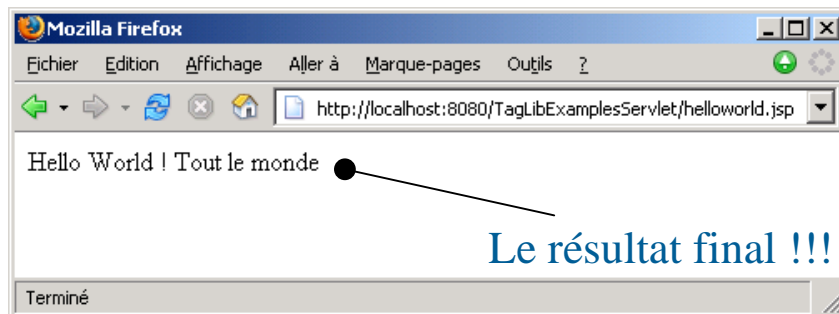 Mozilla Firefox
Fichier Edition Affichage Aller à Marque-pages Outils ?
http://localhost:8080/TagLibExamplesServlet/helloworld.jsp
Hello World ! Tout le monde
Le résultat final !!!
Terminé